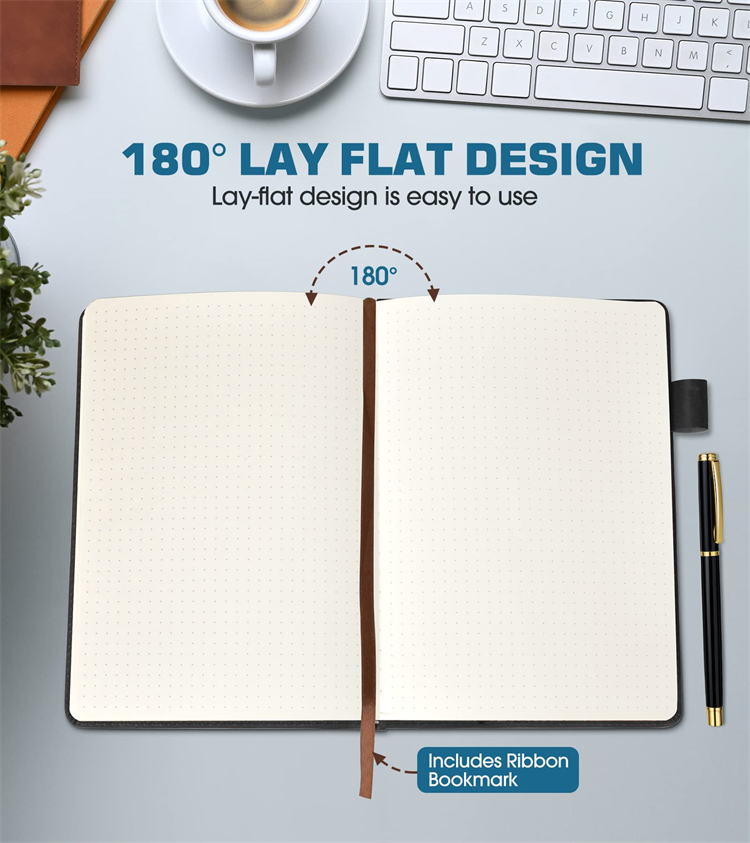 A S D F G H J K L
Z X C V B N M <
180° LAY FLAT DESIGN
Lay-flat design is easy to use
180°
Includes Ribbon
Bookmark